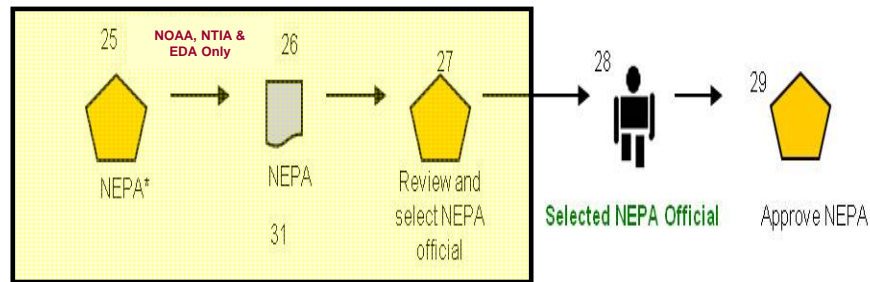 25
NOAA, NTIA &
EDA Only
26
27
28
29
NEPA*
NEPA
Review and
select NEPA
official
31
Selected NEPA Official
Approve NEPA